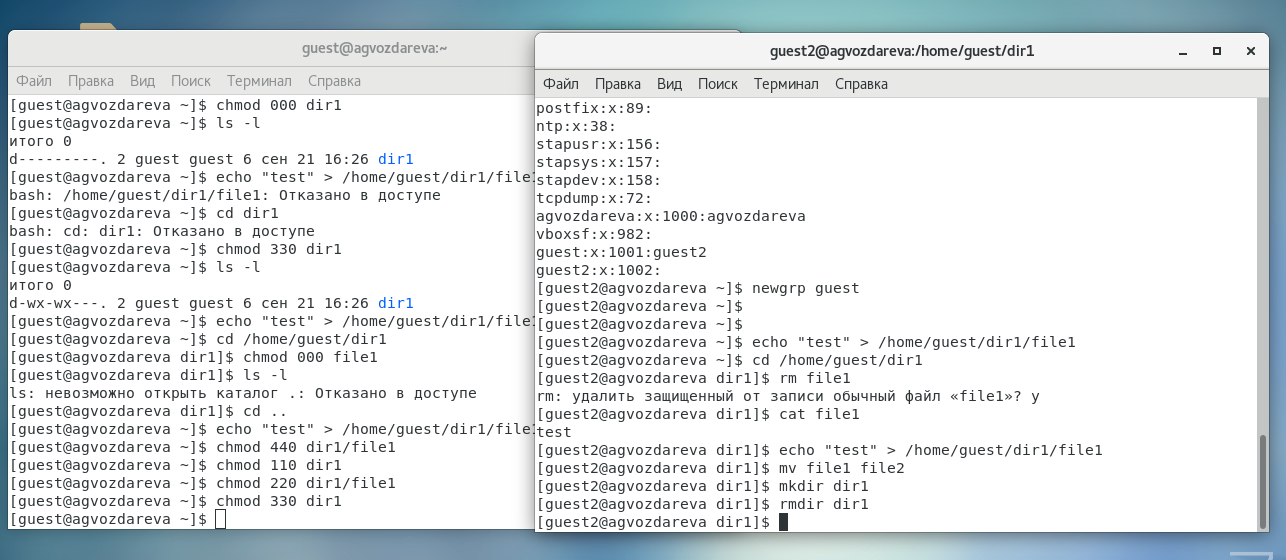 guest@agvozdareva:~
Файл Правка Вид Поиск Терминал Справка
[guest@agvozdareva ~]$ chmod 000 dir1
[guest@agvozdareva ~]$ ls -l
итого 0
d---------. 2 guest guest 6 сен 21 16:26 dir1
[guest@agvozdareva ~]$ echo "test" > /home/guest/dir1/file1
bash: /home/guest/dir1/file1: Отказано в доступе
[guest@agvozdareva ~]$ cd dir1
bash: cd: dir1: Отказано в доступе
[guest@agvozdareva ~]$ chmod 330 dir1
[guest@agvozdareva ~]$ ls -l
итого 0
d-wx-wx---. 2 guest guest 6 сен 21 16:26 dir1
[guest@agvozdareva ~]$ echo "test" > /home/guest/dir1/file1
[guest@agvozdareva ~]$ cd /home/guest/dir1
[guest@agvozdareva dir1]$ chmod 000 file1
[guest@agvozdareva dir1]$ ls -l
ls: невозможно открыть каталог .: Отказано в доступе
[guest@agvozdareva dir1]$ cd ..
[guest@agvozdareva ~]$ echo "test" > /home/guest/dir1/file1
[guest@agvozdareva ~]$ chmod 440 dir1/file1
[guest@agvozdareva ~]$ chmod 110 dir1
[guest@agvozdareva ~]$ chmod 220 dir1/file1
[guest@agvozdareva ~]$ chmod 330 dir1
[guest@agvozdareva ~]$
guest2@agvozdareva:/home/guest/dir1
Файл Правка Вид Поиск Терминал Справка
postfix:x:89:
ntp:x:38:
stapusr:x:156:
stapsys:x:157:
stapdev:x:158:
tcpdump:x:72:
agvozdareva:x:1000:agvozdareva
vboxsf:x:982:
guest:x:1001:guest2
guest2:x:1002:
[guest2@agvozdareva ~]$ newgrp guest
[guest2@agvozdareva ~]$
[guest2@agvozdareva ~]$
[guest2@agvozdareva ~]$ echo "test" > /home/guest/dir1/file1
[guest2@agvozdareva ~]$ cd /home/guest/dir1
[guest2@agvozdareva dir1]$ rm file1
rm: удалить защищенный от записи обычный файл «file1»? y
[guest2@agvozdareva dir1]$ cat file1
test
[guest2@agvozdareva dir1]$ echo "test" > /home/guest/dir1/file1
[guest2@agvozdareva dir1]$ mv file1 file2
[guest2@agvozdareva dir1]$ mkdir dir1
[guest2@agvozdareva dir1]$ rmdir dir1
[guest2@agvozdareva dir1]$